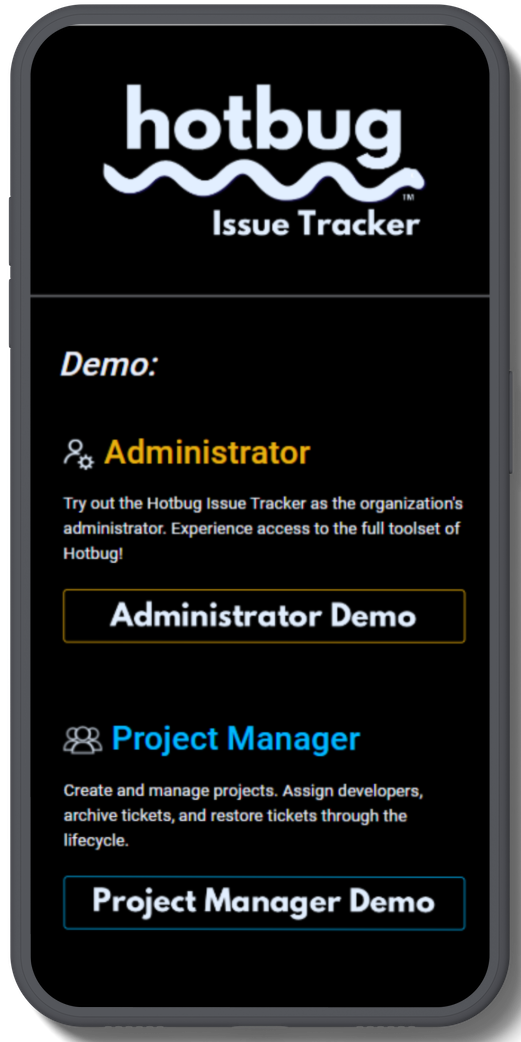 hotbug
TM
Issue Tracker
Demo:
Administrator
Try out the Hotbug Issue Tracker as the organization's
administrator. Experience access to the full toolset of
Hotbug!
Administrator Demo
Project Manager
Create and manage projects. Assign developers,
archive tickets, and restore tickets through the
lifecycle.
Project Manager Demo